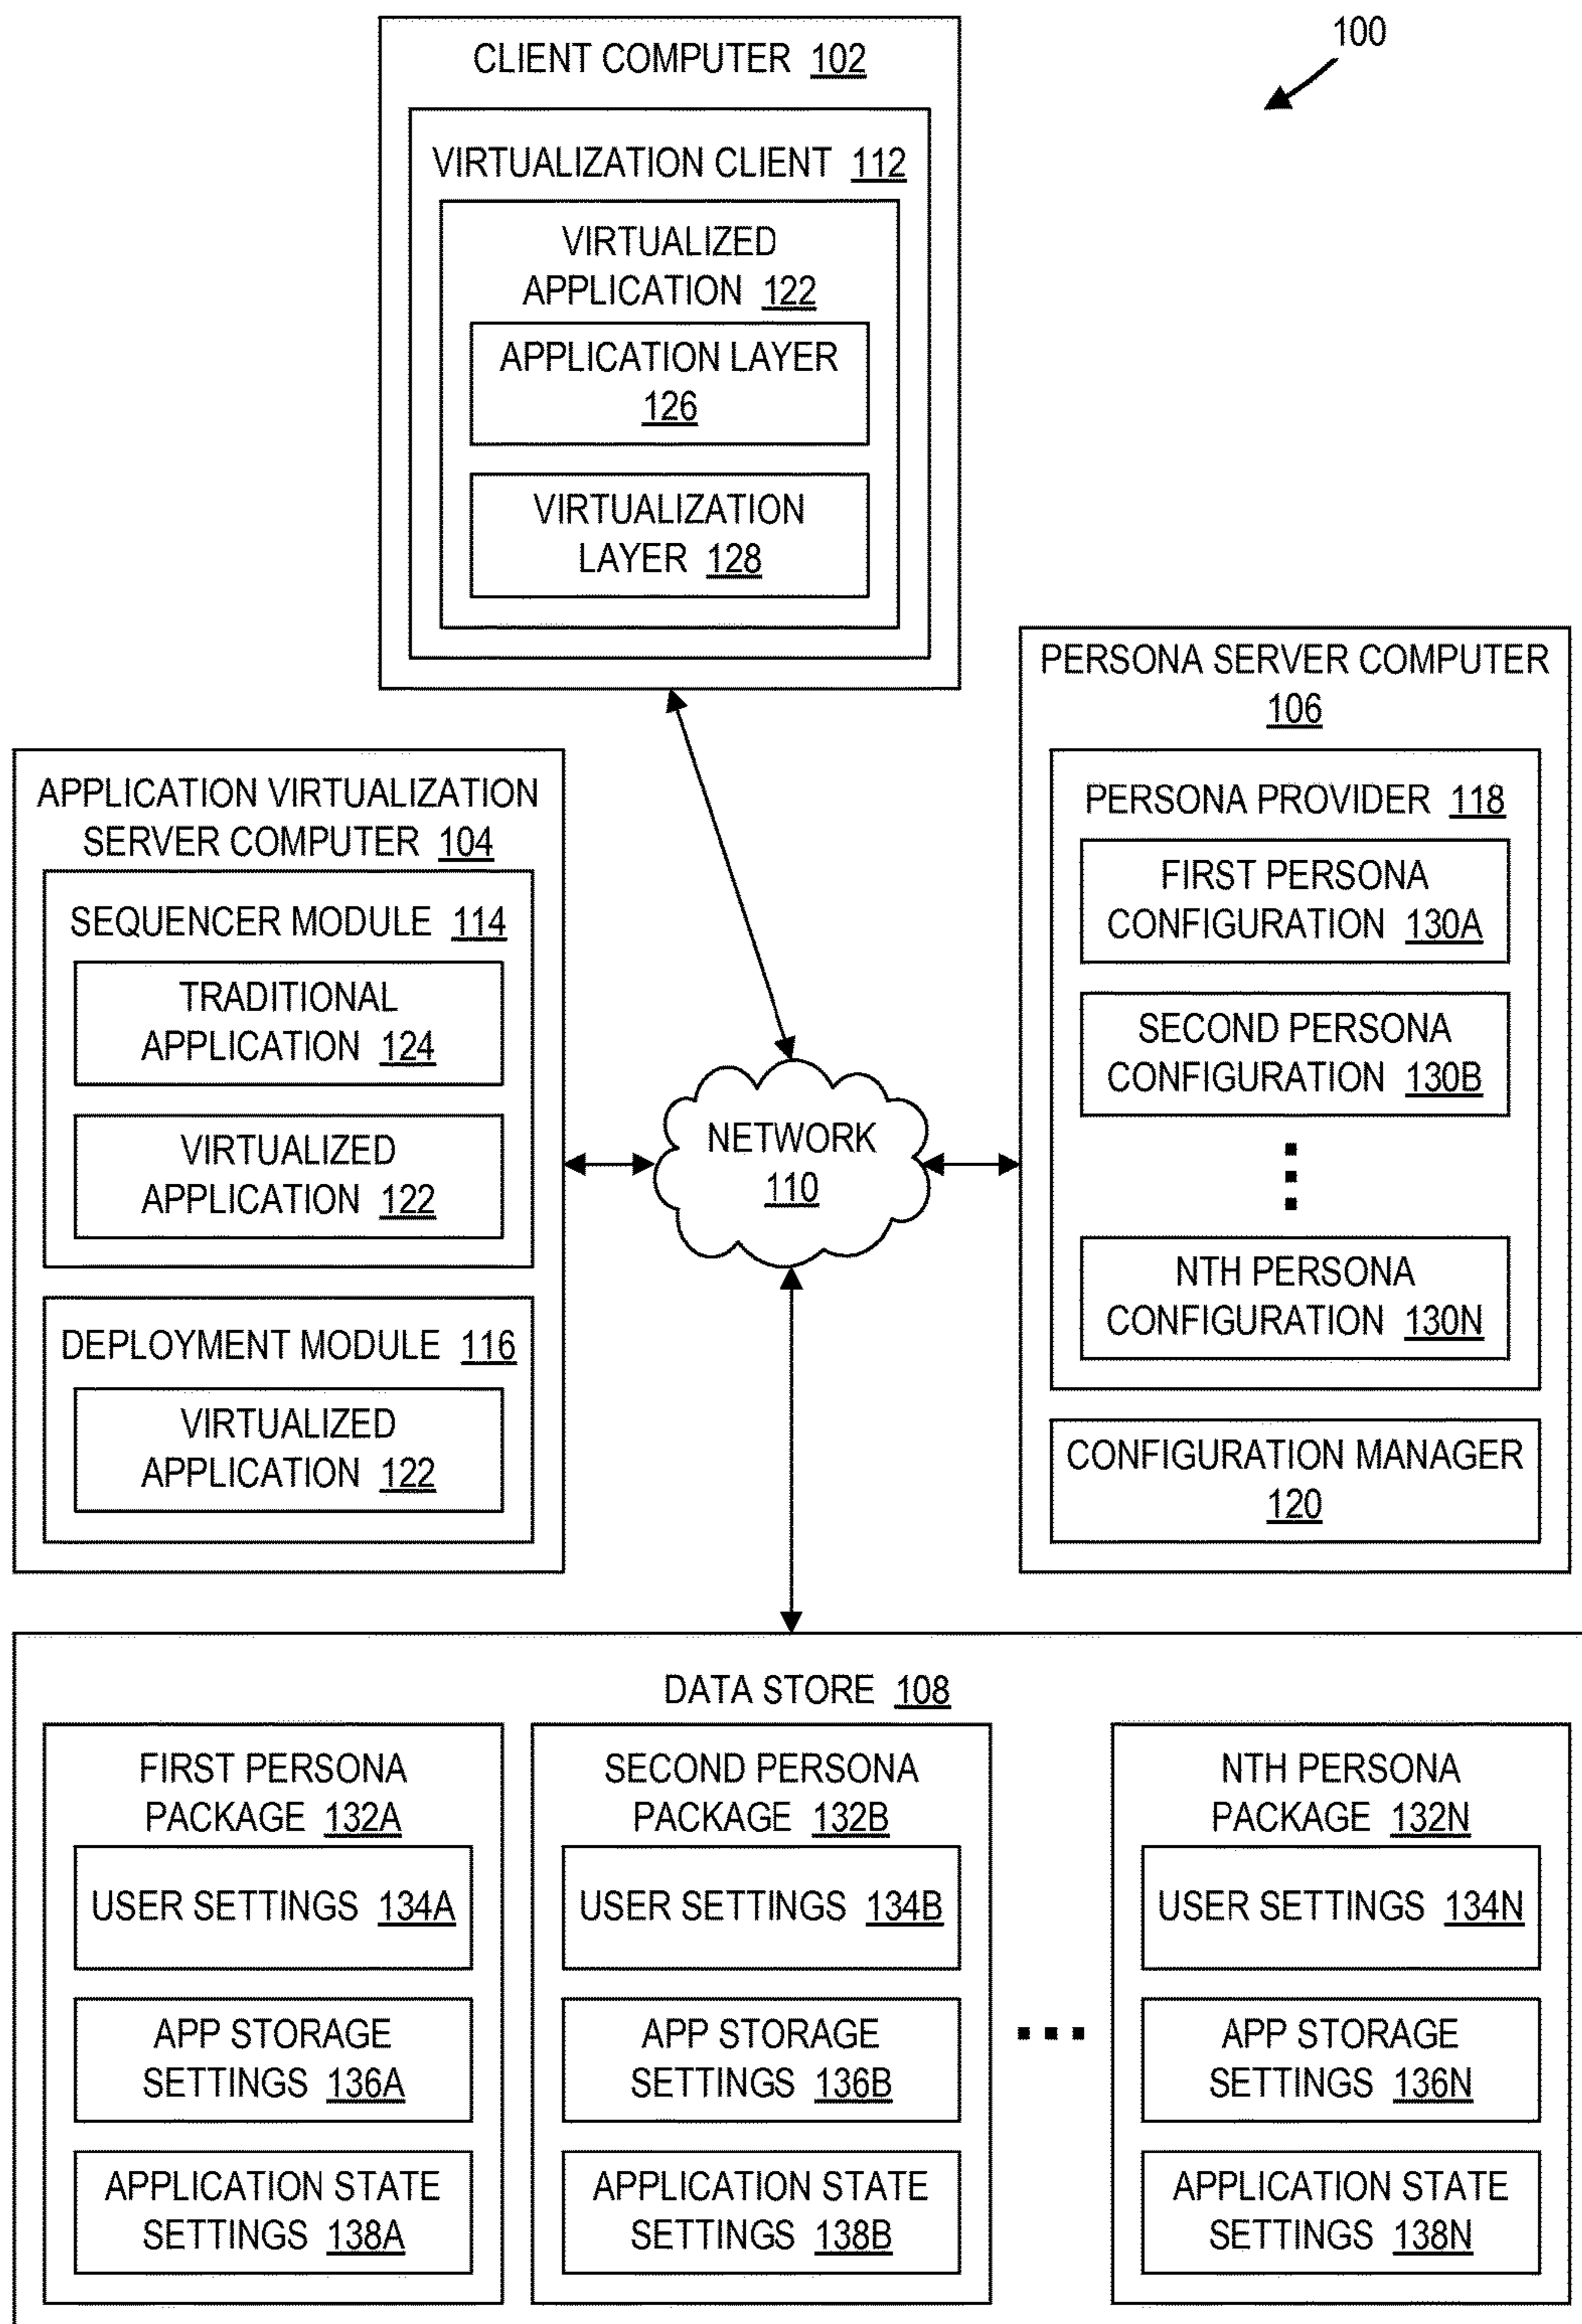 100
CLIENT COMPUTER 102
VIRTUALIZATION CLIENT 112
VIRTUALIZED
APPLICATION 122
APPLICATION LAYER
126
VIRTUALIZATION
LAYER 128
APPLICATION VIRTUALIZATION
SERVER COMPUTER 104
SEQUENCER MODULE 114
TRADITIONAL
APPLICATION 124
VIRTUALIZED
APPLICATION 122
DEPLOYMENT MODULE 116
VIRTUALIZED
APPLICATION 122
NETWORK
110
PERSONA SERVER COMPUTER
106
PERSONA PROVIDER 118
FIRST PERSONA
CONFIGURATION 130A
SECOND PERSONA
CONFIGURATION 130B
NTH PERSONA
CONFIGURATION 130N
CONFIGURATION MANAGER
120
DATA STORE 108
FIRST PERSONA
PACKAGE 132A
USER SETTINGS 134A
APP STORAGE
SETTINGS 136A
APPLICATION STATE
SETTINGS 138A
SECOND PERSONA
PACKAGE 132B
USER SETTINGS 134B
APP STORAGE
SETTINGS 136B
APPLICATION STATE
SETTINGS 138B
NTH PERSONA
PACKAGE 132N
USER SETTINGS 134N
APP STORAGE
SETTINGS 136N
APPLICATION STATE
SETTINGS 138N